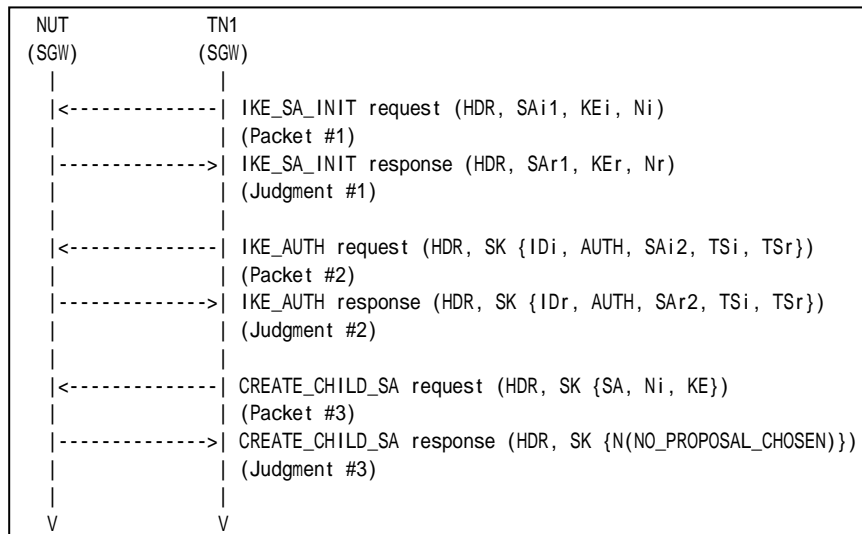 NUT TN1
(SGW) (SGW)
| |
|<--------------| IKE_SA_INIT request (HDR, SAi1, KEi, Ni)
| | (Packet #1)
|-------------->| IKE_SA_INIT response (HDR, SAr1, KEr, Nr)
| | (Judgment #1)
| |
|<--------------| IKE_AUTH request (HDR, SK {IDi, AUTH, SAi2, TSi, TSr})
| | (Packet #2)
|-------------->| IKE_AUTH response (HDR, SK {IDr, AUTH, SAr2, TSi, TSr})
| | (Judgment #2)
| |
|<--------------| CREATE_CHILD_SA request (HDR, SK {SA, Ni, KE})
| | (Packet #3)
|-------------->| CREATE_CHILD_SA response (HDR, SK {N(NO_PROPOSAL_CHOSEN)})
| | (Judgment #3)
| |
V V